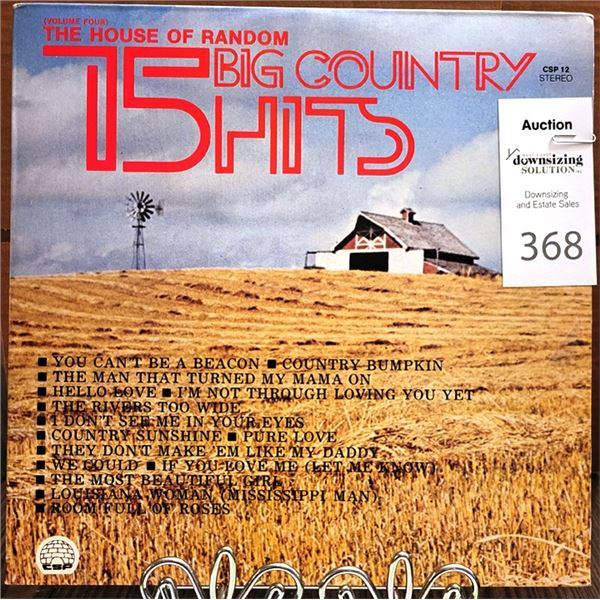 (VOLUME FOUR)
THE HOUSE OF RANDOM
15 BIG COUNTRY
HITS
CSP 12
STEREO
Auction
downsizing
SOLUTION
Downsizing
and Estate Sales
368
■ YOU CAN'T BE A BEACON ■ COUNTRY BUMPKIN
■ THE MAN THAT TURNED MY MAMA ON
■ HELLO LOVE ■ I'M NOT THROUGH LOVING YOU YET
■ THE RIVERS TOO WIDE
■ I DON'T SEE ME IN YOUR EYES
■ COUNTRY SUNSHINE ■ PURE LOVE
■ THEY DON'T MAKE 'EM LIKE MY DADDY
■ WE COULD ■ IF YOU LOVE ME (LET ME KNOW)
■ THE MOST BEAUTIFUL GIRL
■ LOUISIANA WOMAN (MISSISSIPPI MAN)
■ ROOM FULL OF ROSES
CSP